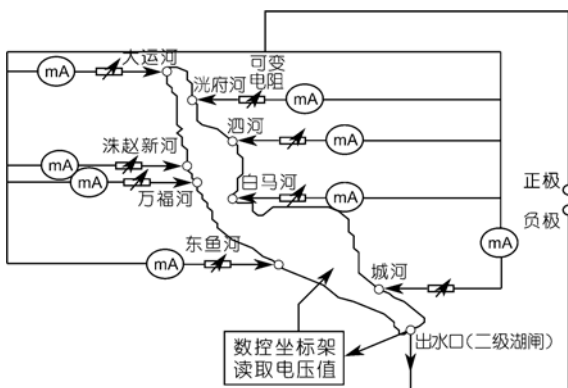 大运河
mA
洸府河
可变
电阻
mA
泗河
mA
洙赵新河
mA
正极
白马河
mA
mA
万福河
负极
东鱼河
mA
mA
城河
数控坐标架
读取电压值
出水口(二级湖闸)